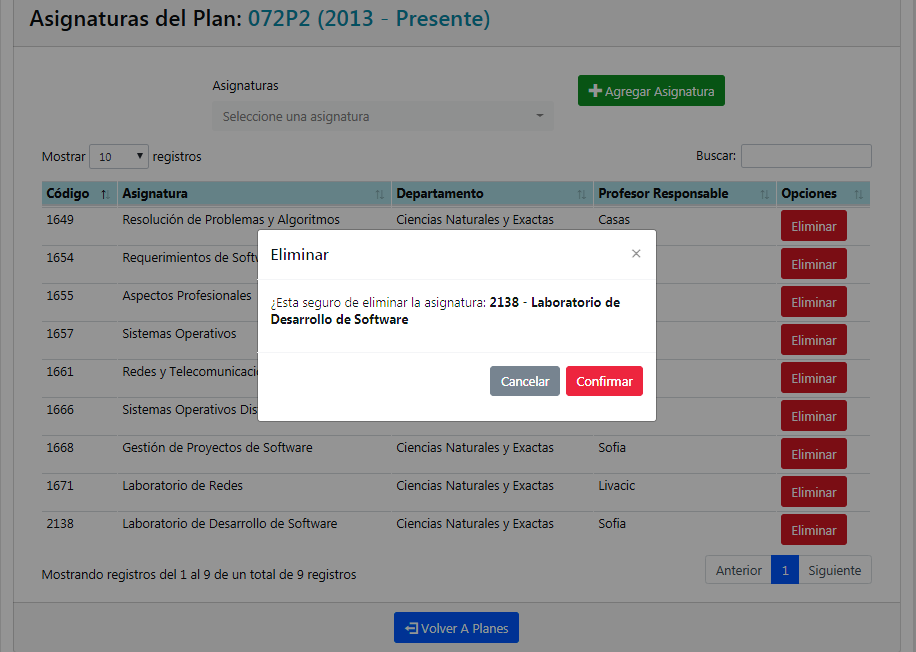 Asignaturas del Plan: 072P2 (2013 - Presente)
Asignaturas
Seleccione una asignatura
Agregar Asignatura
Mostrar 10 registros
Buscar:
Código Asignatura Departamento Profesor Responsable Opciones
1649 Resolución de Problemas y Algoritmos Ciencias Naturales y Exactas Casas Eliminar
1654 Requerimientos de Eliminar
1655 Aspectos Profesionales Eliminar
1657 Sistemas Operativos Eliminar
1661 Redes y Eliminar
1666 Sistemas Operativos Eliminar
Eliminar ×
¿Esta seguro de eliminar la asignatura: 2138 - Laboratorio de
Desarrollo de Software
Cancelar Confirmar
1668 Gestión de Proyectos de Software Ciencias Naturales y Exactas Sofia Eliminar
1671 Laboratorio de Redes Ciencias Naturales y Exactas Livacic Eliminar
2138 Laboratorio de Desarrollo de Software Ciencias Naturales y Exactas Sofia Eliminar
Mostrando registros del 1 al 9 de un total de 9 registros
Anterior 1 Siguiente
Volver A Planes